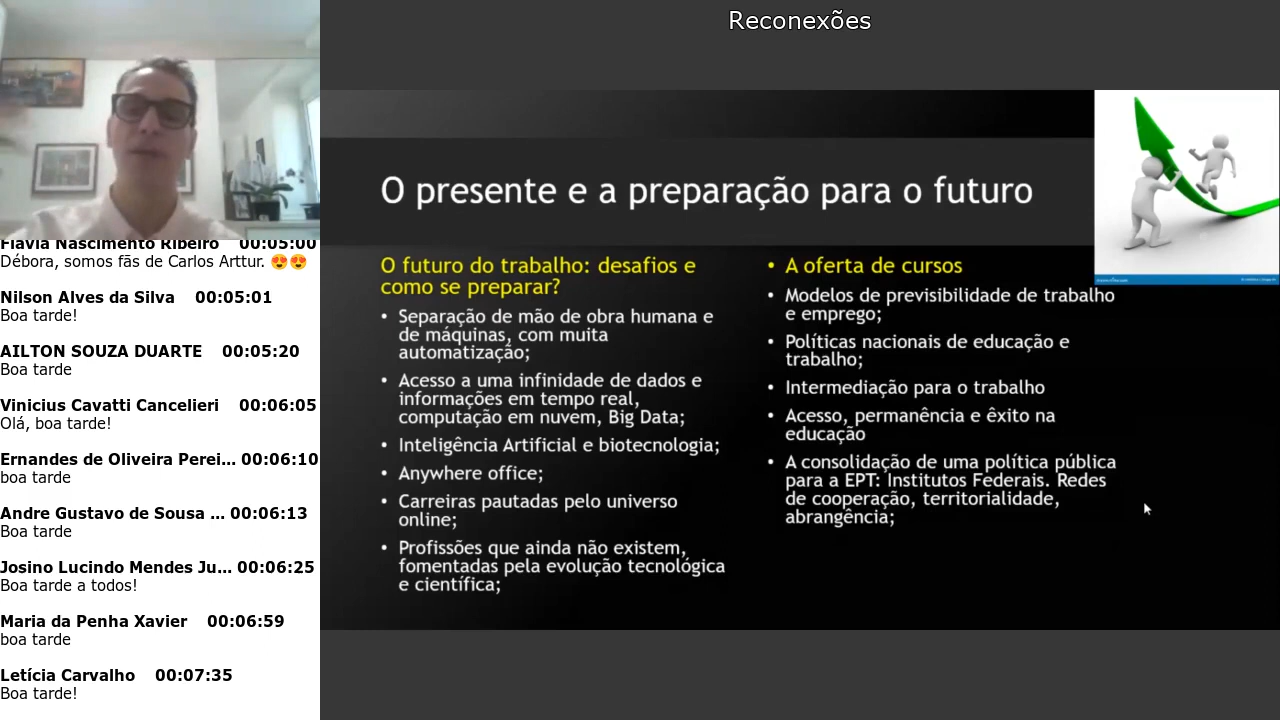 Reconexões
Flávia Nascimento Ribeiro 00:05:00
Débora, somos fãs de Carlos Arttur. 😍😍
Nilson Alves da Silva 00:05:01
Boa tarde!
AILTON SOUZA DUARTE 00:05:20
Boa tarde
Vinicius Cavatti Cancelieri 00:06:05
Olá, boa tarde!
Ernandes de Oliveira Perei... 00:06:10
boa tarde
Andre Gustavo de Sousa ... 00:06:13
Boa tarde
Josino Lucindo Mendes Ju... 00:06:25
Boa tarde a todos!
Maria da Penha Xavier 00:06:59
boa tarde
Letícia Carvalho 00:07:35
Boa tarde!
O presente e a preparação para o futuro
O futuro do trabalho: desafios e
como se preparar?
• Separação de mão de obra humana e
de máquinas, com muita
automatização;
• Acesso a uma infinidade de dados e
informações em tempo real,
computação em nuvem, Big Data;
• Inteligência Artificial e biotecnologia;
• Anywhere office;
• Carreiras pautadas pelo universo
online;
• Profissões que ainda não existem,
fomentadas pela evolução tecnológica
e científica;
• A oferta de cursos
• Modelos de previsibilidade de trabalho
e emprego;
• Políticas nacionais de educação e
trabalho;
• Intermediação para o trabalho
• Acesso, permanência e êxito na
educação
• A consolidação de uma política pública
para a EPT: Institutos Federais. Redes
de cooperação, territorialidade,
abrangência;